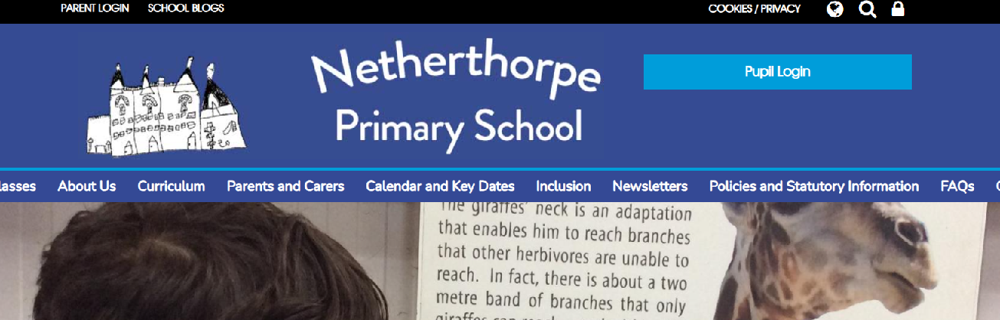 PARENT LOGIN SCHOOL BLOGS COOKIES / PRIVACY
Netherthorpe
Primary School
Pupil Login
lasses About Us Curriculum Parents and Carers Calendar and Key Dates Inclusion Newsletters Policies and Statutory Information FAQs
The giraffes' neck is an adaptation
that enables him to reach branches
that other herbivores are unable to
reach. In fact, there is about a two
metre band of branches that only
giraffes can